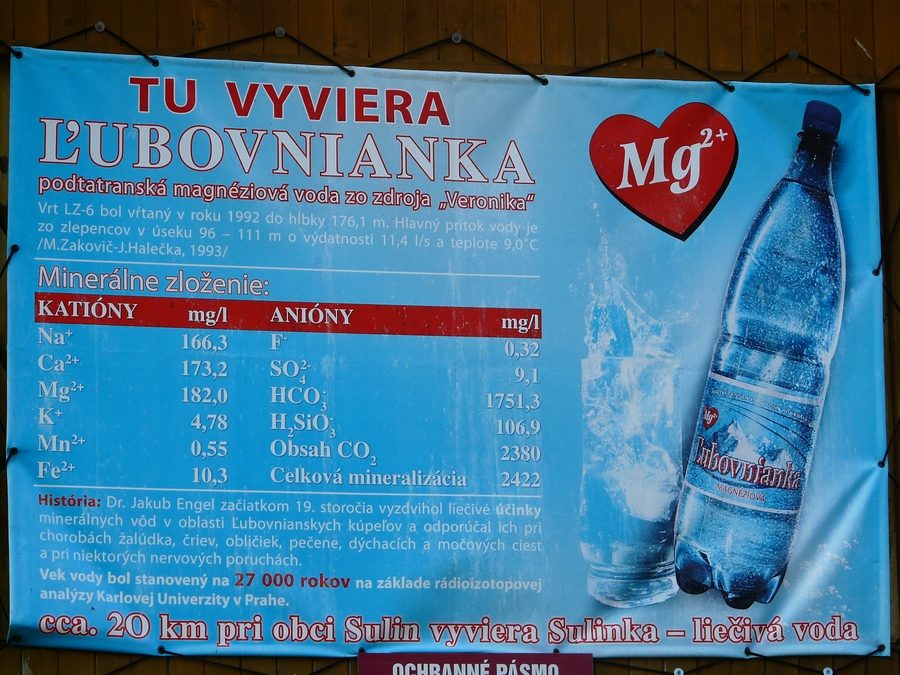 TU VYVIERA
ĽUBOVNIANKA
podtatranská magnéziová voda zo zdroja „Veronika“
Vrt LZ-6 bol vŕtaný v roku 1992 do hĺbky 176,1 m. Hlavný prítok vody je
zo zlepencov v úseku 96 – 111 m o výdatnosti 11,4 l/s a teplote 9,0˚C
/M.Zakovič-J.Halečka, 1993/
Minerálne zloženie:
KATIÓNY mg/l ANIÓNY mg/l
Na⁺ 166,3 F⁻ 0,32
Ca²⁺ 173,2 SO₄²⁻ 9,1
Mg²⁺ 182,0 HCO₃⁻ 1751,3
K⁺ 4,78 H₂SiO₃⁻ 106,9
Mn²⁺ 0,55 Obsah CO₂ 2380
Fe²⁺ 10,3 Celková mineralizácia 2422
História: Dr. Jakub Engel začiatkom 19. storočia vyzdvihol liečivé účinky
minerálnych vôd v oblasti Ľubovnianskych kúpeľov a odporúčal ich pri
chorobách žalúdka, čriev, obličiek, pečene, dýchacích a močových ciest
a pri niektorých nervových poruchách.
Vek vody bol stanovený na 27 000 rokov na základe rádioizotopovej
analýzy Karlovej Univerzity v Prahe.
cca. 20 km pri obci Sulin vyviera Sulinka – liečivá voda
Mg²⁺
Mg²⁺
Ľubovnianka
MAGNÉZIOVÁ
OCHRANNÉ PÁSMO